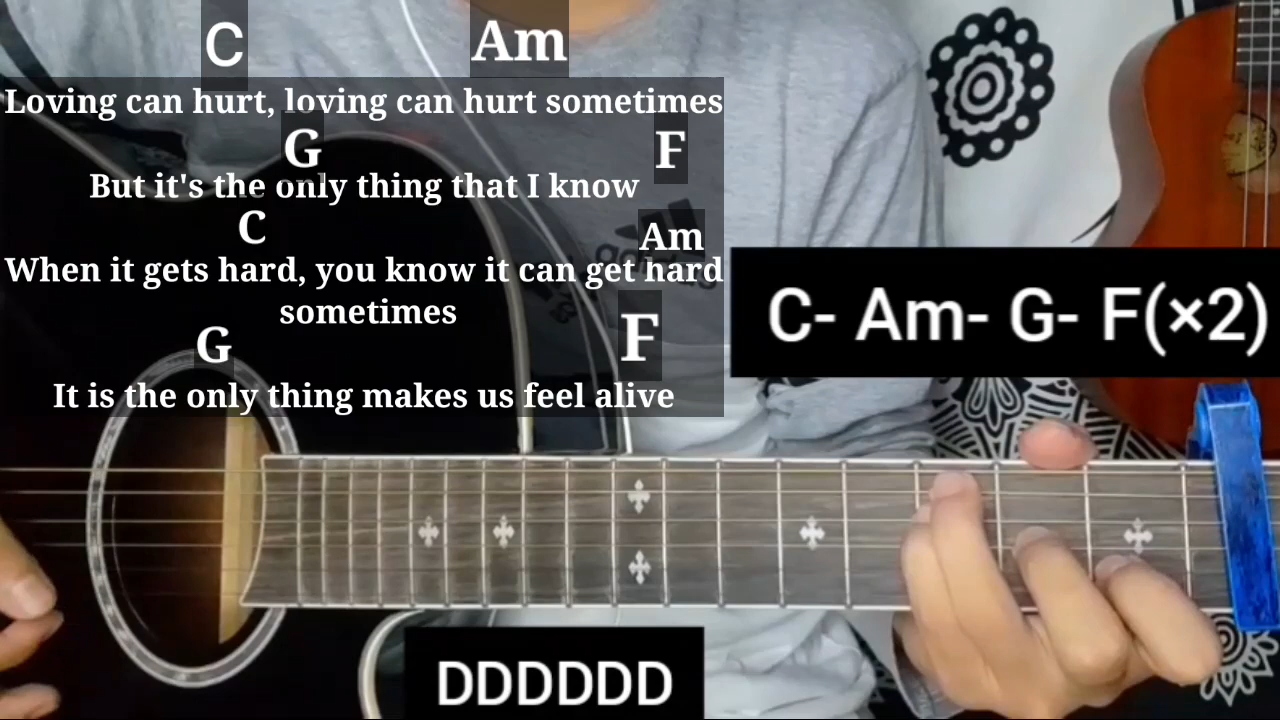 C Am
Loving can hurt, loving can hurt sometimes
G F
But it's the only thing that I know
C Am
When it gets hard, you know it can get hard
sometimes
G F
It is the only thing makes us feel alive
C- Am- G- F(×2)
DDDDDD